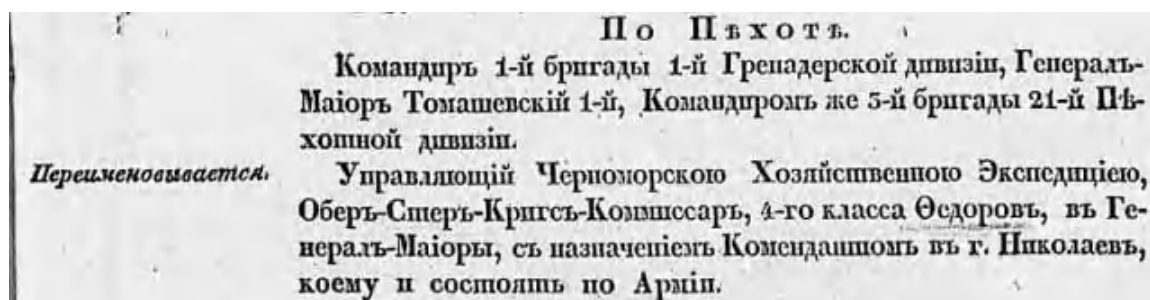 По Пѣхотѣ.
Командиръ 1-й бригады 1-й Гренадерской дивизіи, Генералъ-
Маіоръ Томашевскій 1-й, Командиромъ же 3-й бригады 21-й Пѣ-
хотной дивизіи.
Переименовывается. Управляющій Черноморскою Хозяйственною Экспедиціею,
Оберъ-Стеръ-Кригсъ-Коммиссаръ, 4-го класса Ѳедоровъ, въ Ге-
нералъ-Маіоры, съ назначеніемъ Комендантомъ въ г. Николаевъ,
коему и состоять по Арміи.